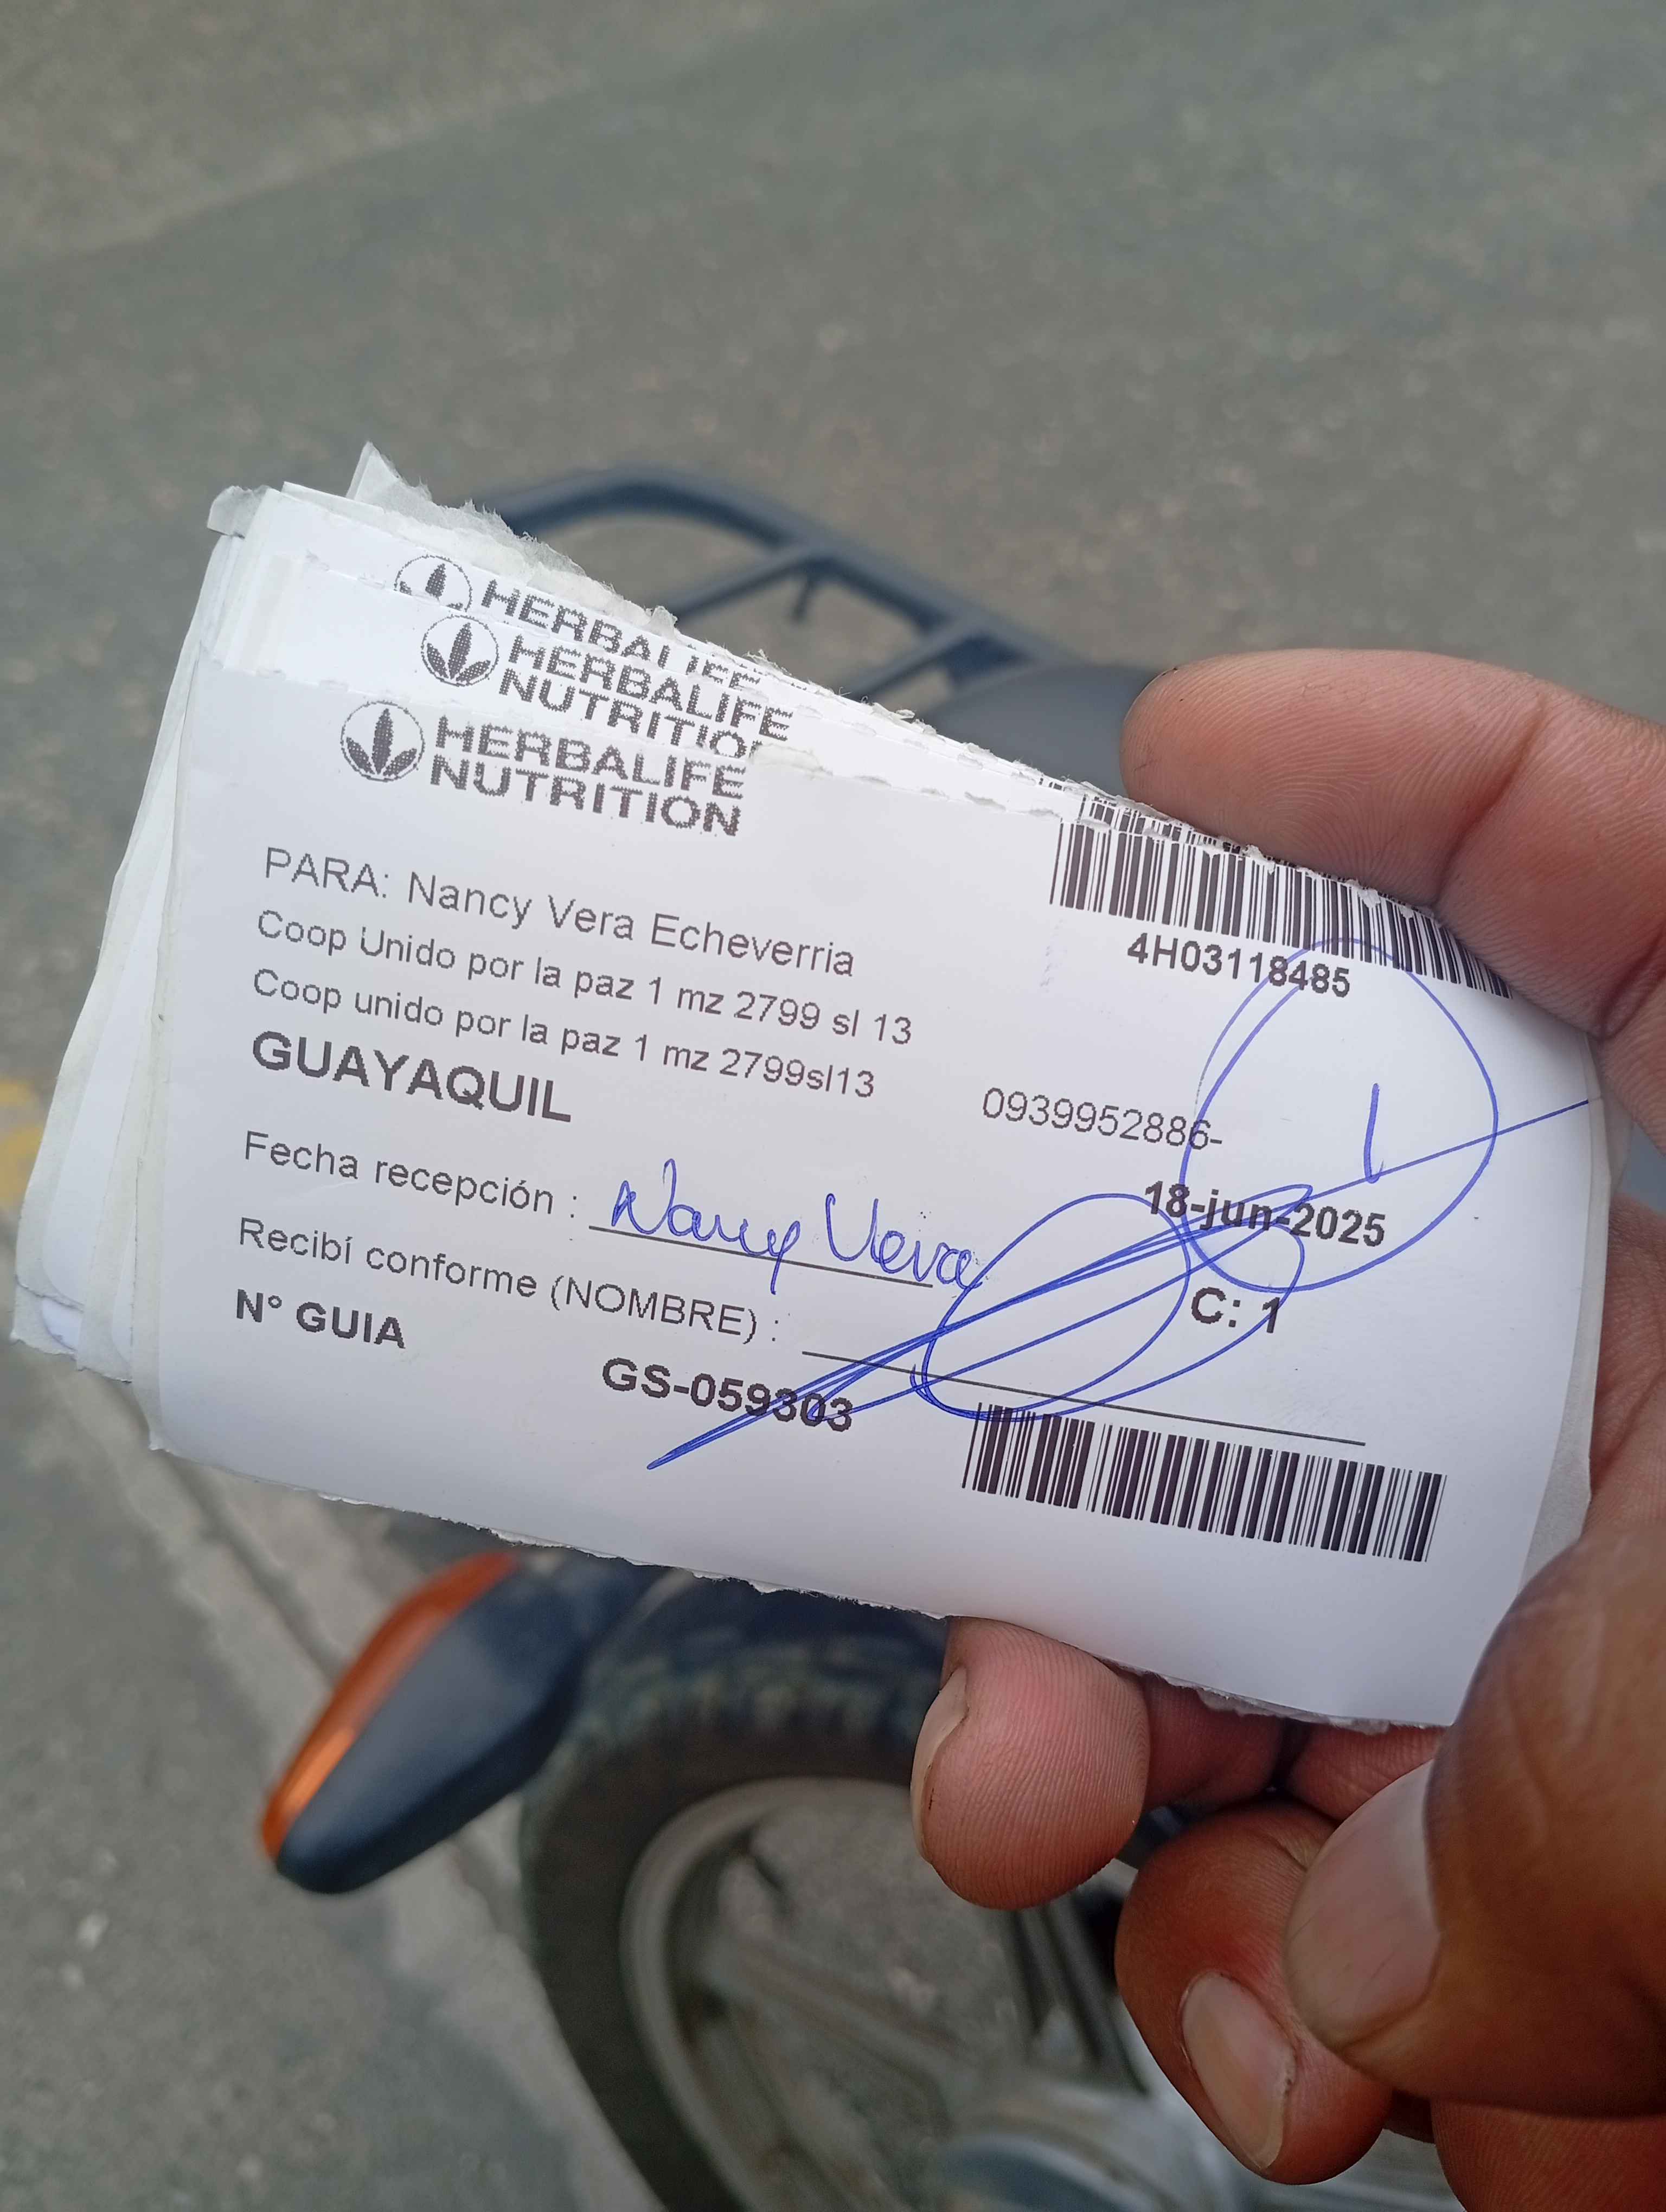 HERBALIFE
HERBALIFE
NUTRITION
HERBALIFE
NUTRITION
4H03118485
PARA: Nancy Vera Echeverria
Coop Unido por la paz 1 mz 2799 sl 13
Coop unido por la paz 1 mz 2799sl13
GUAYAQUIL
0939952886-
1
18-jun-2025
Fecha recepción : Nancy Vera
C: 1
Recibí conforme (NOMBRE) :
N° GUIA
GS-059303